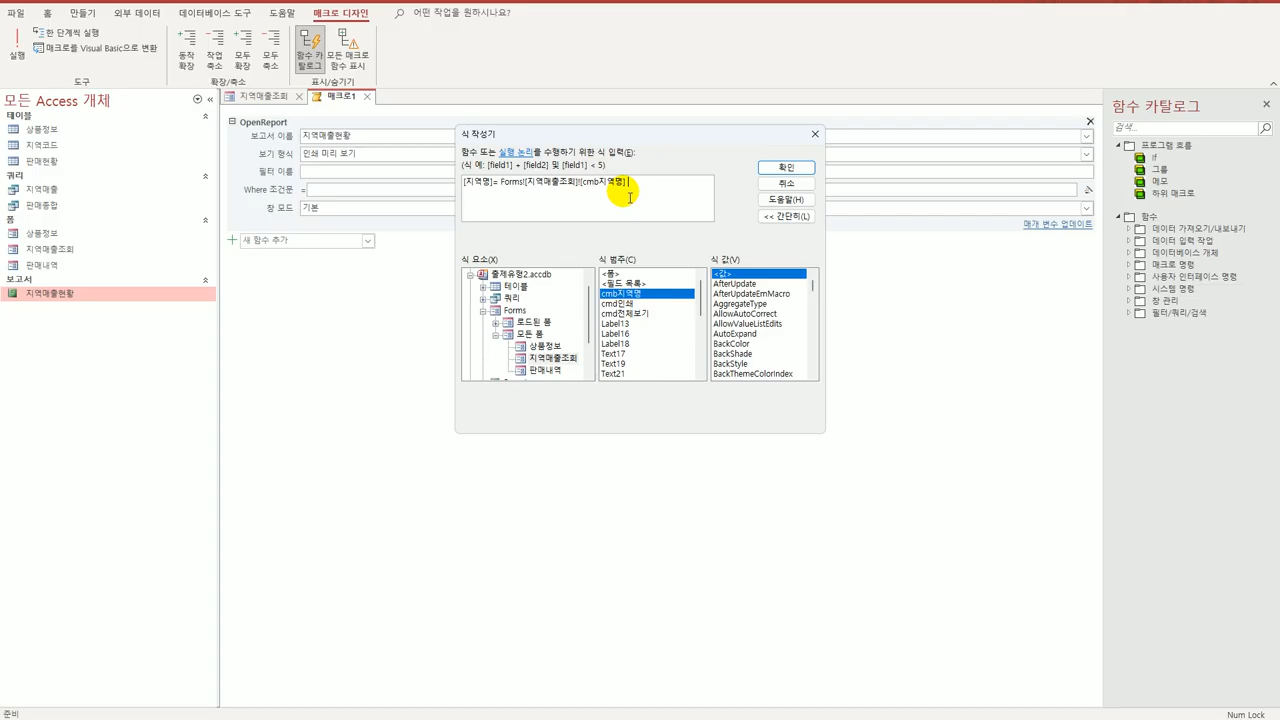 파일 홈 만들기 외부 데이터 데이터베이스 도구 도움말 매크로 디자인 어떤 작업을 원하시나요?
실행
한 단계씩 실행
매크로를 Visual Basic으로 변환
동작 확장
작업 축소
모두 확장
모두 축소
함수 카탈로그
모든 매크로 함수 표시
도구 확장/축소 표시/숨기기
모든 Access 개체
테이블
상품정보
지역코드
판매현황
쿼리
지역매출
판매종합
폼
상품정보
지역매출조회
판매내역
보고서
지역매출현황
지역매출조회 매크로1
OpenReport
보고서 이름 지역매출현황
보기 형식 인쇄 미리 보기
필터 이름
Where 조건문 =
창 모드 기본
매개 변수 업데이트
새 함수 추가
식 작성기
함수 또는 실행 논리를 수행하기 위한 식 입력(E):
(식 예: [field1] + [field2] 및 [field1] < 5)
[지역명]= Forms![지역매출조회]![cmb지역명]
확인
취소
도움말(H)
<< 간단히(L)
식 요소(X)
출제유형2.accdb
테이블
쿼리
Forms
로드된 폼
모든 폼
상품정보
지역매출조회
판매내역
식 범주(C)
<폼>
<필드 목록>
cmb지역명
cmd인쇄
cmd전체보기
Label13
Label16
Label18
Text17
Text19
Text21
식 값(V)
<값>
AfterUpdate
AfterUpdateEmMacro
AggregateType
AllowAutoCorrect
AllowValueListEdits
AutoExpand
BackColor
BackShade
BackStyle
BackThemeColorIndex
함수 카탈로그
검색...
프로그램 흐름
If
그룹
메모
하위 매크로
함수
데이터 가져오기/내보내기
데이터 입력 작업
데이터베이스 개체
매크로 명령
사용자 인터페이스 명령
시스템 명령
창 관리
필터/쿼리/검색
준비
Num Lock